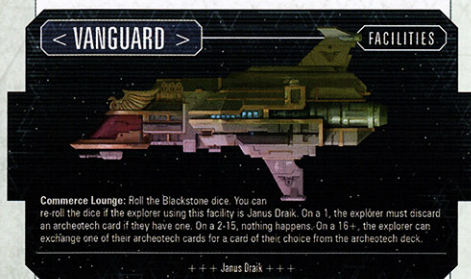 < VANGUARD >
FACILITIES
Commerce Lounge: Roll the Blackstone dice. You can
re-roll the dice if the explorer using this facility is Janus Draik. On a 1, the explorer must discard
an archeotech card if they have one. On a 2-15, nothing happens. On a 16+, the explorer can
exchange one of their archeotech cards for a card of their choice from the archeotech deck.
+ + + Janus Draik + + +